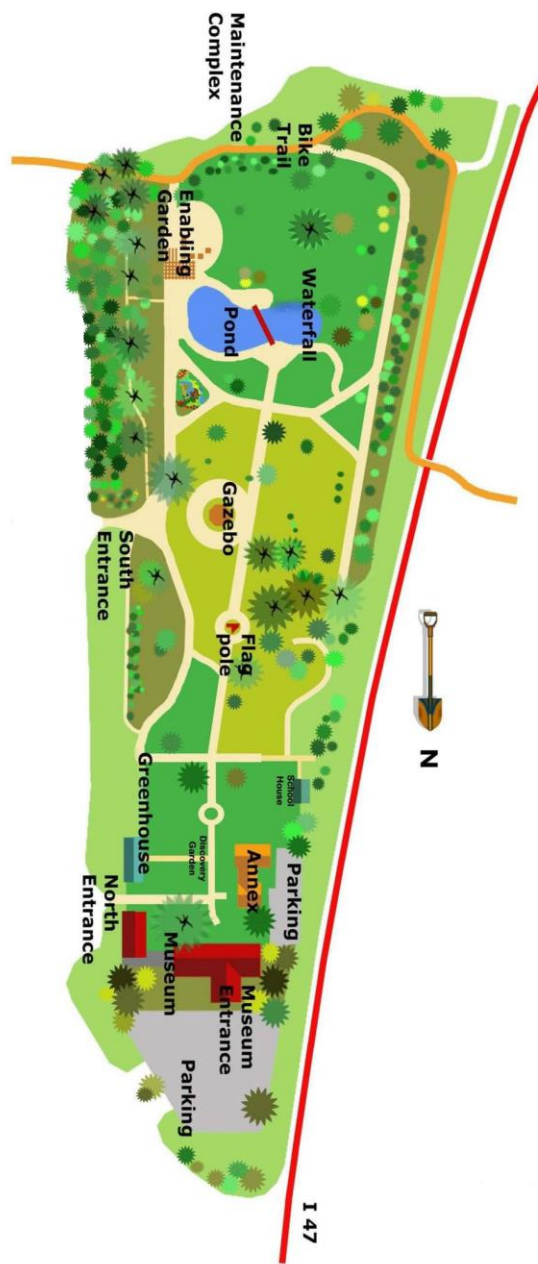 Maintenance
Complex
Bike
Trail
Enabling
Garden
Waterfall
Pond
Gazebo
South
Entrance
N
Flag
pole
School
House
Greenhouse
Discovery
Garden
Annex
Parking
North
Entrance
Museum
Museum
Entrance
Parking
I 47